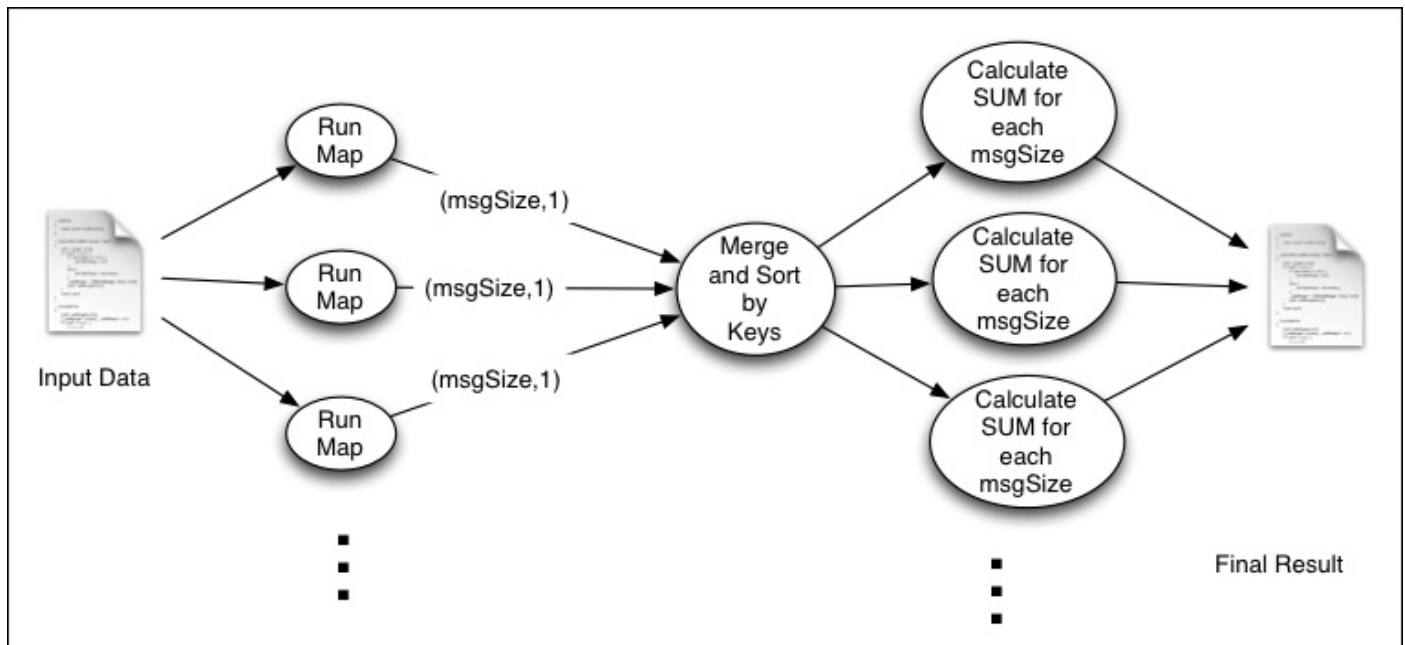 Run
Map
(msgSize,1)
Run
Map
(msgSize,1)
Run
Map
(msgSize,1)
Input Data
Merge
and Sort
by
Keys
Calculate
SUM for
each
msgSize
Calculate
SUM for
each
msgSize
Calculate
SUM for
each
msgSize
Final Result